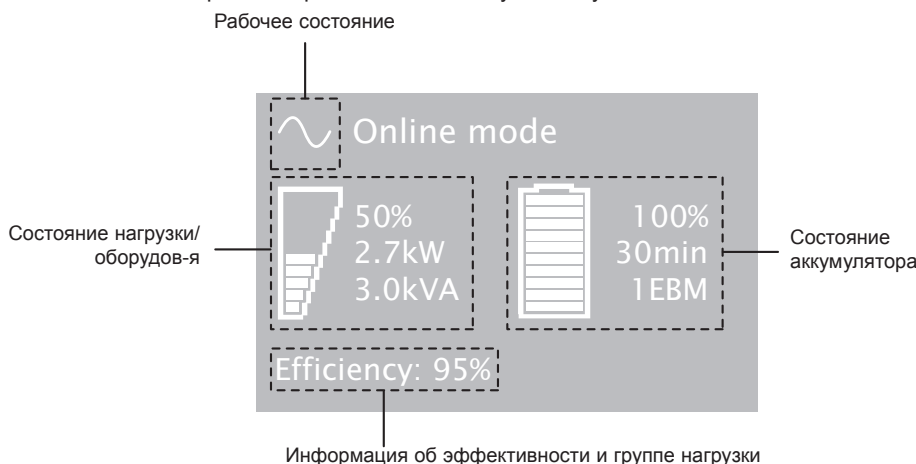 Рабочее состояние
Online mode
Состояние нагрузки/
оборудов-я
50%
2.7kW
3.0kVA
100%
30min
1EBM
Состояние
аккумулятора
Efficiency: 95%
Информация об эффективности и группе нагрузки